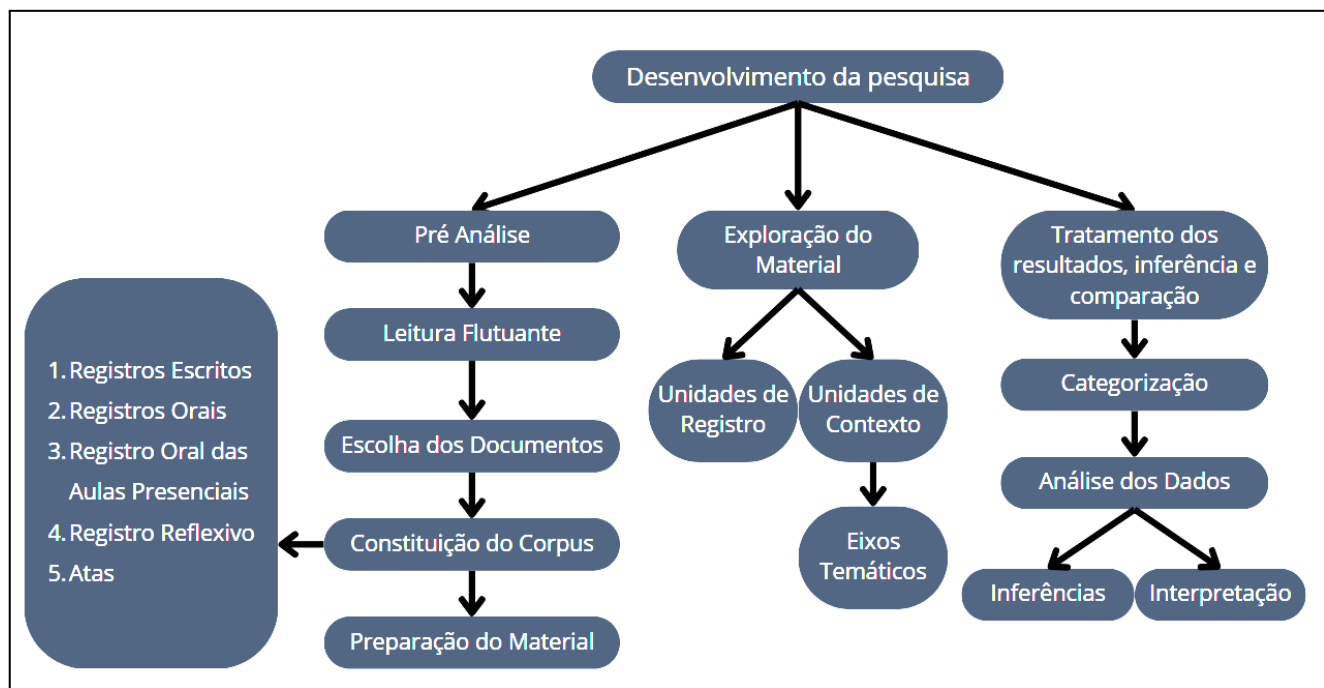 Desenvolvimento da pesquisa
Pré Análise
Leitura Flutuante
Escolha dos Documentos
Constituição do Corpus
Preparação do Material
1. Registros Escritos
2. Registros Orais
3. Registro Oral das
Aulas Presenciais
4. Registro Reflexivo
5. Atas
Exploração do
Material
Unidades de
Registro
Unidades de
Contexto
Eixos
Temáticos
Tratamento dos
resultados, inferência e
comparação
Categorização
Análise dos Dados
Inferências
Interpretação